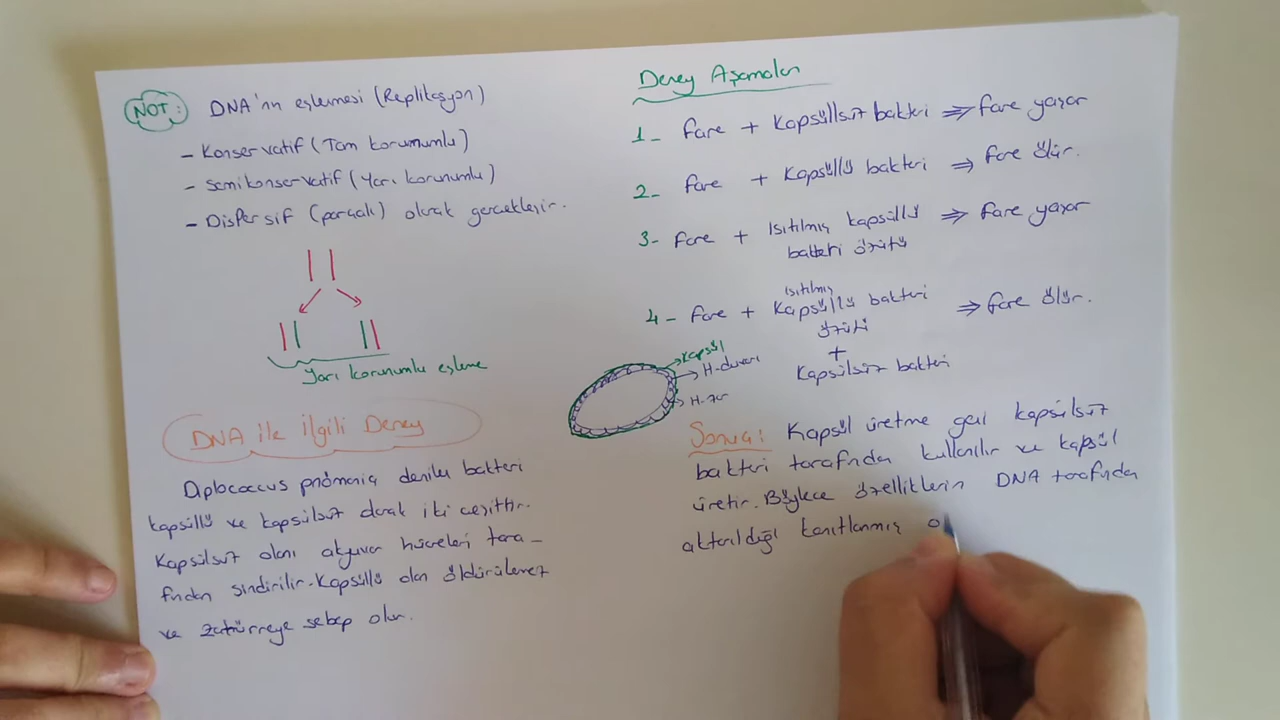 NOT: DNA'nın eşlemesi (Replikasyon)
- Konservatif (Tam korunumlu)
- Semikonservatif (Yarı korunumlu)
- Dispersif (parçalı) olarak gerçekleşir.
Yarı korunumlu eşleme
DNA ile ilgili Deney
Diplococcus pnömonia denilen bakteri
kapsüllü ve kapsülsüz olarak iki çeşittir.
Kapsülsüz olanı akyuvar hücreleri tara-
fından sindirilir. Kapsüllü olan öldürülemez
ve zatürreye sebep olur.
Deney Aşamaları
1- Fare + Kapsülsüz bakteri ⇒ Fare yaşar
2- Fare + Kapsüllü bakteri ⇒ Fare ölür.
3- Fare + Isıtılmış kapsüllü ⇒ Fare yaşar
bakteri özütü
4- Fare + ısıtılmış Kapsüllü bakteri ⇒ Fare ölür.
özütü
+
Kapsülsüz bakteri
Kapsül
H-duvarı
H-zarı
Sonuç: Kapsül üretme geni kapsülsüz
bakteri tarafından kullanılır ve kapsül
üretir. Böylece özelliklerin DNA tarafından
aktarıldığı kanıtlanmış o